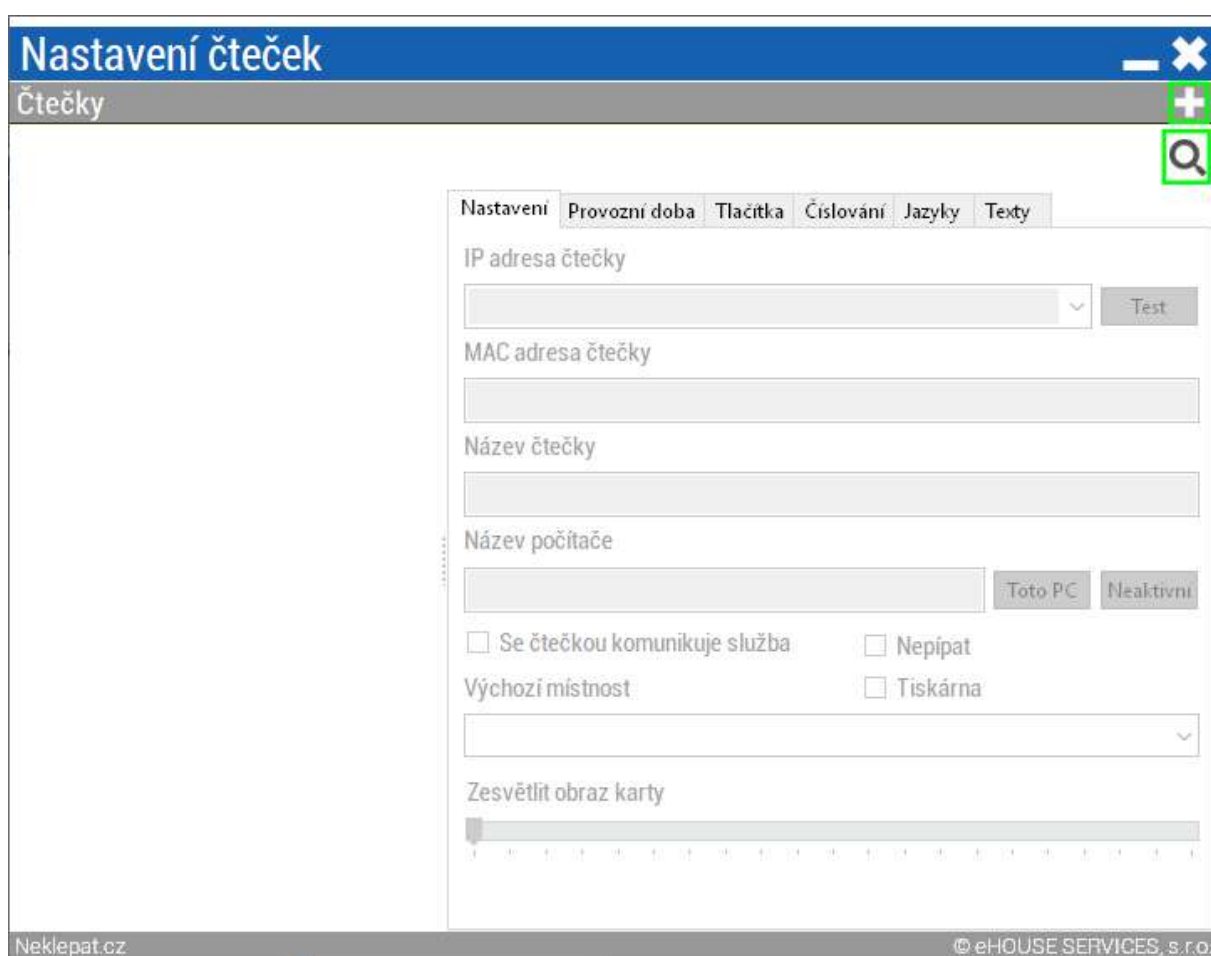 Nastavení čteček
Čtečky
Nastavení Provozní doba Tlačítka Číslování Jazyky Texty
IP adresa čtečky
Test
MAC adresa čtečky
Název čtečky
Název počítače
Toto PC Neaktivní
Se čtečkou komunikuje služba Nepípat
Výchozí místnost Tiskárna
Zesvětlit obraz karty
Neklepat.cz © eHOUSE SERVICES, s.r.o.